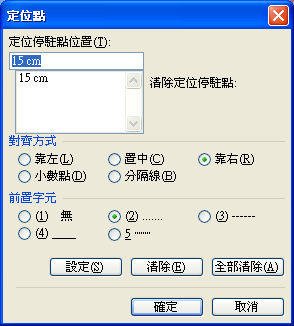 定位點
定位停駐點位置(T):
15 cm
15 cm
清除定位停駐點:
對齊方式
靠左(L) 置中(C) 靠右(R)
小數點(D) 分隔線(B)
前置字元
(1) 無 (2) ....... (3) ------
(4) ____ 5 ·······
設定(S) 清除(E) 全部清除(A)
確定 取消